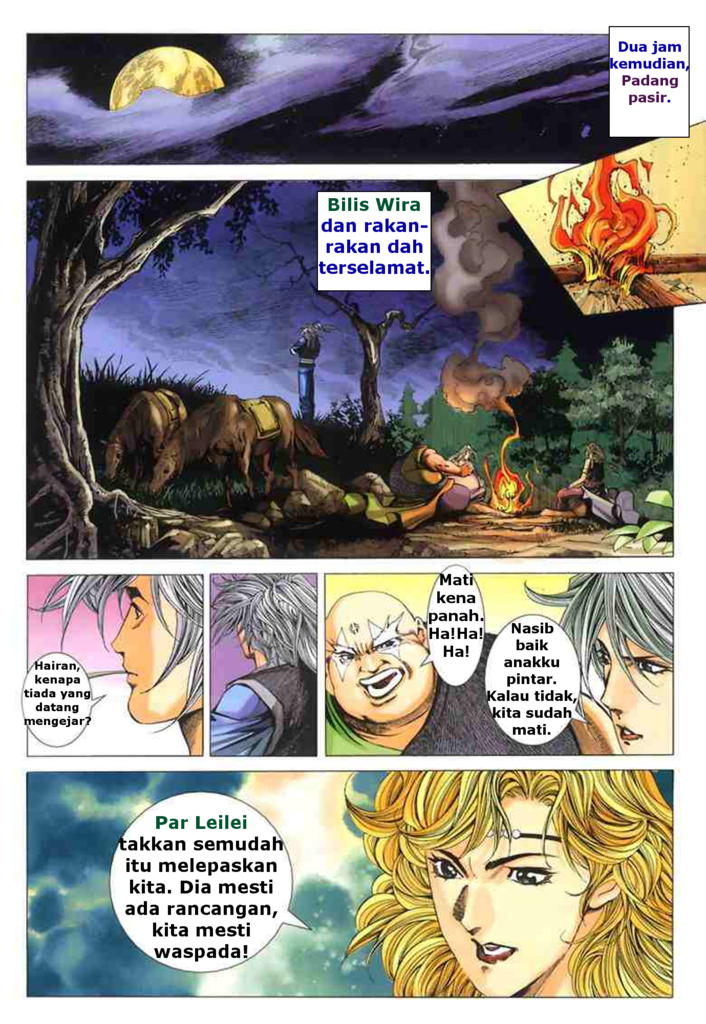 Dua jam
kemudian,
Padang
pasir.
Bilis Wira
dan rakan-
rakan dah
terselamat.
Hairan,
kenapa
tiada yang
datang
mengejar?
Mati
kena
panah.
Ha!Ha!
Ha!
Nasib
baik
anakku
pintar.
Kalau tidak,
kita sudah
mati.
Par Leilei
takkan semudah
itu melepaskan
kita. Dia mesti
ada rancangan,
kita mesti
waspada!